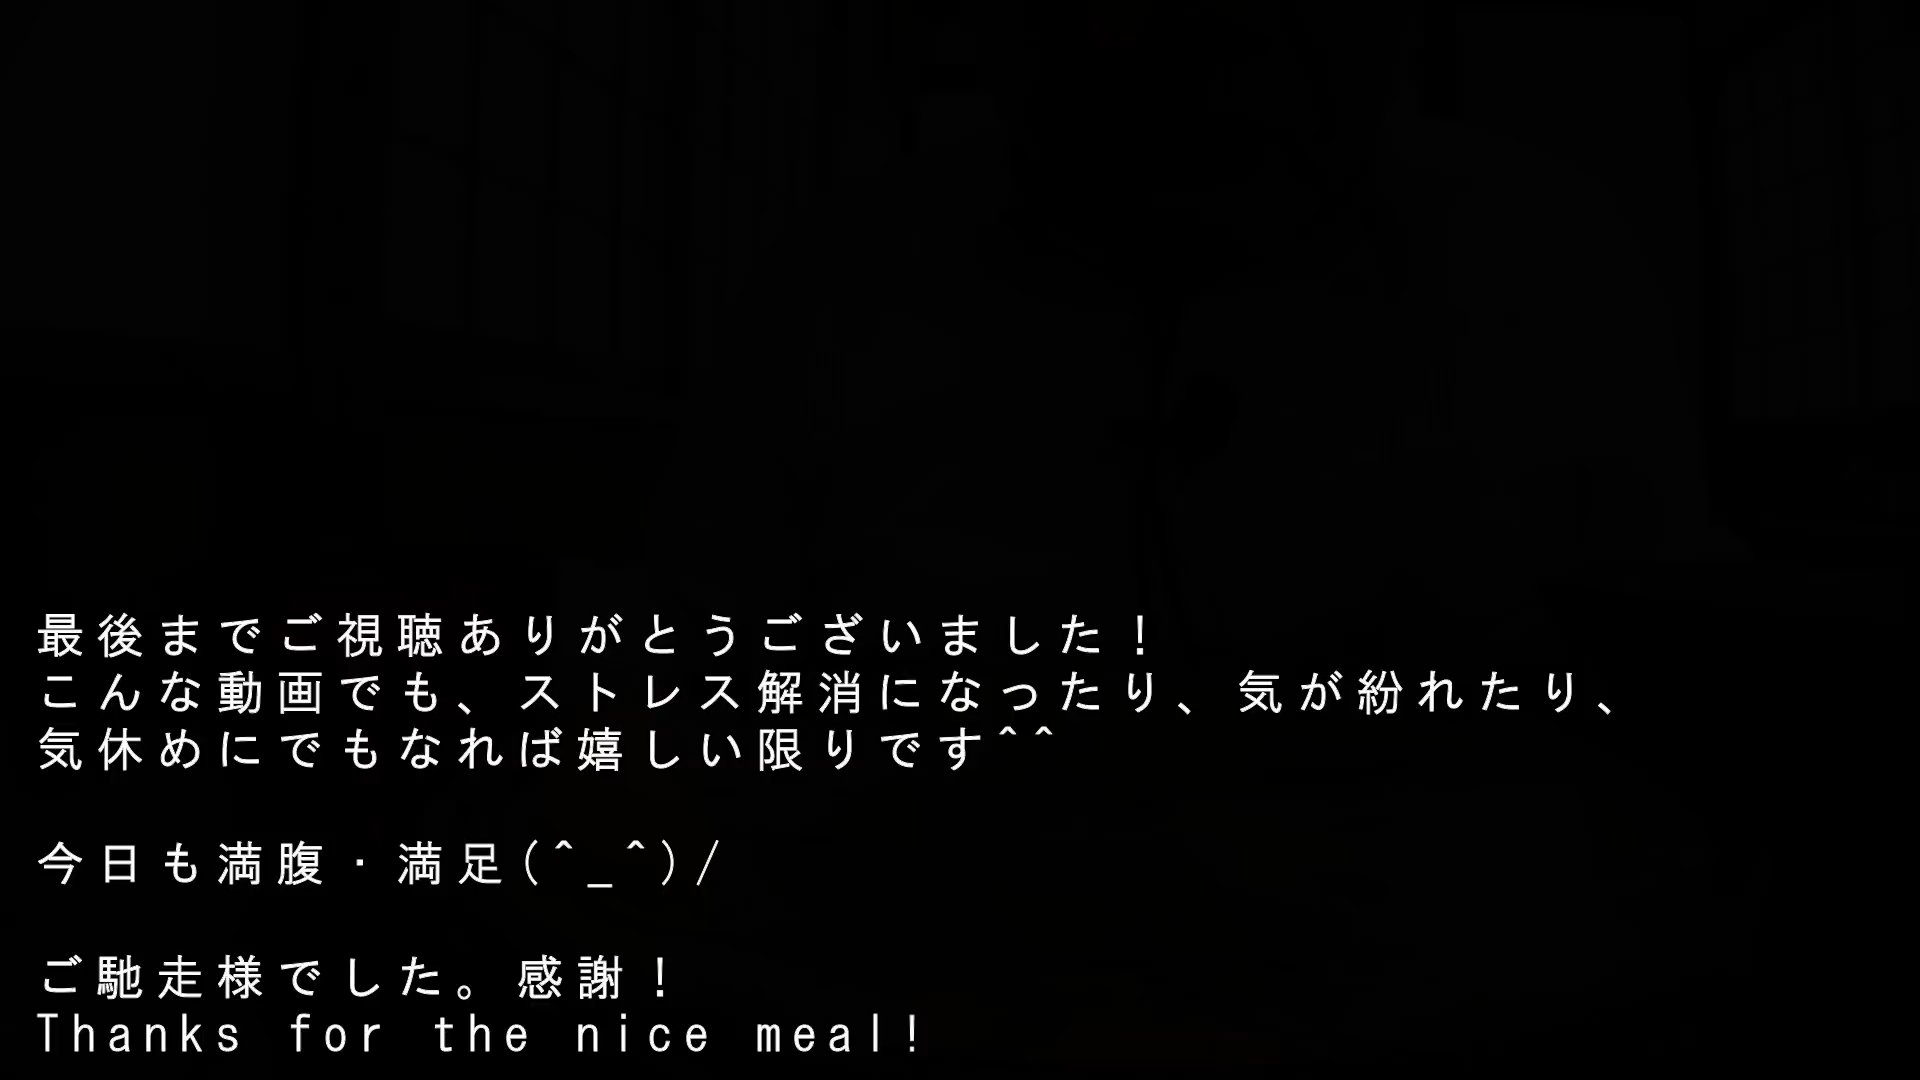 最後までご視聴ありがとうございました！
こんな動画でも、ストレス解消になったり、気が紛れたり、
気休めにでもなれば嬉しい限りです^^
今日も満腹・満足(^_^)/
ご馳走様でした。感謝！
Thanks for the nice meal!